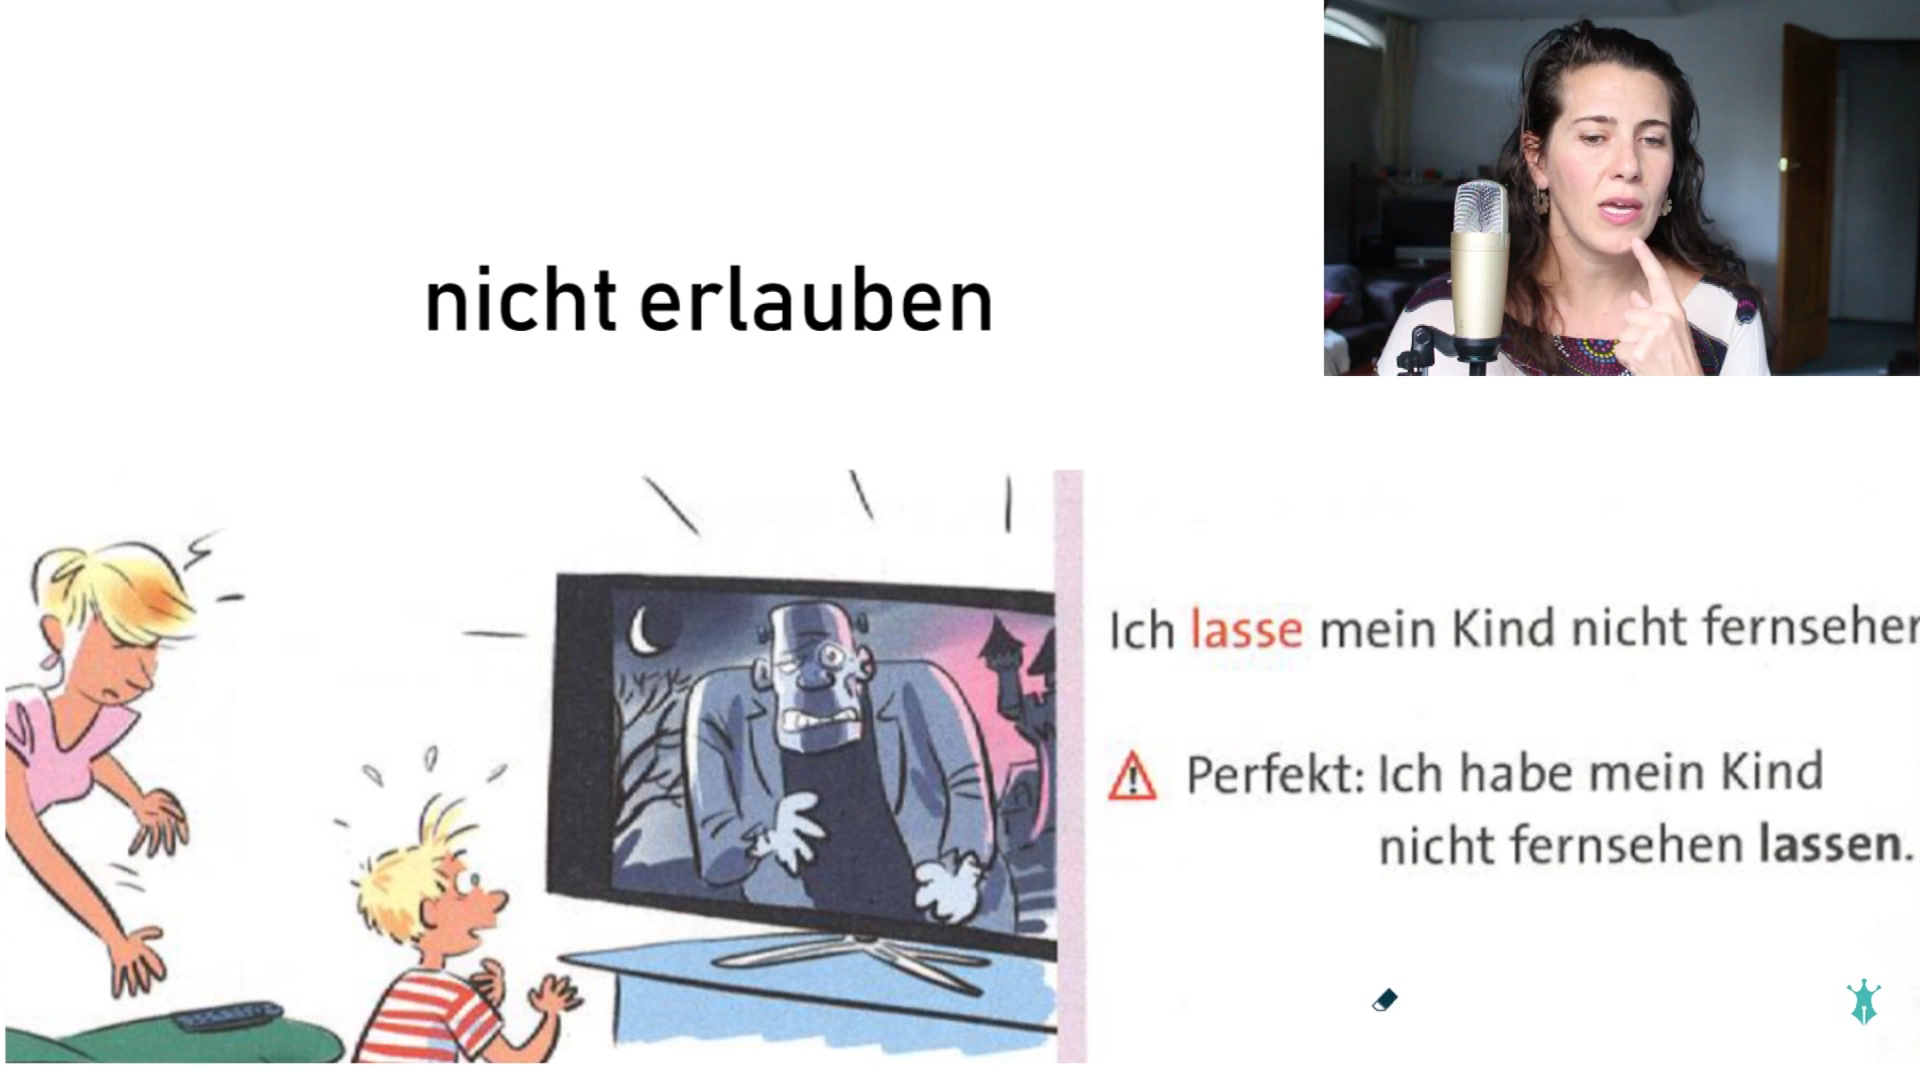 nicht erlauben
Ich lasse mein Kind nicht fernsehen
Perfekt: Ich habe mein Kind
nicht fernsehen lassen.